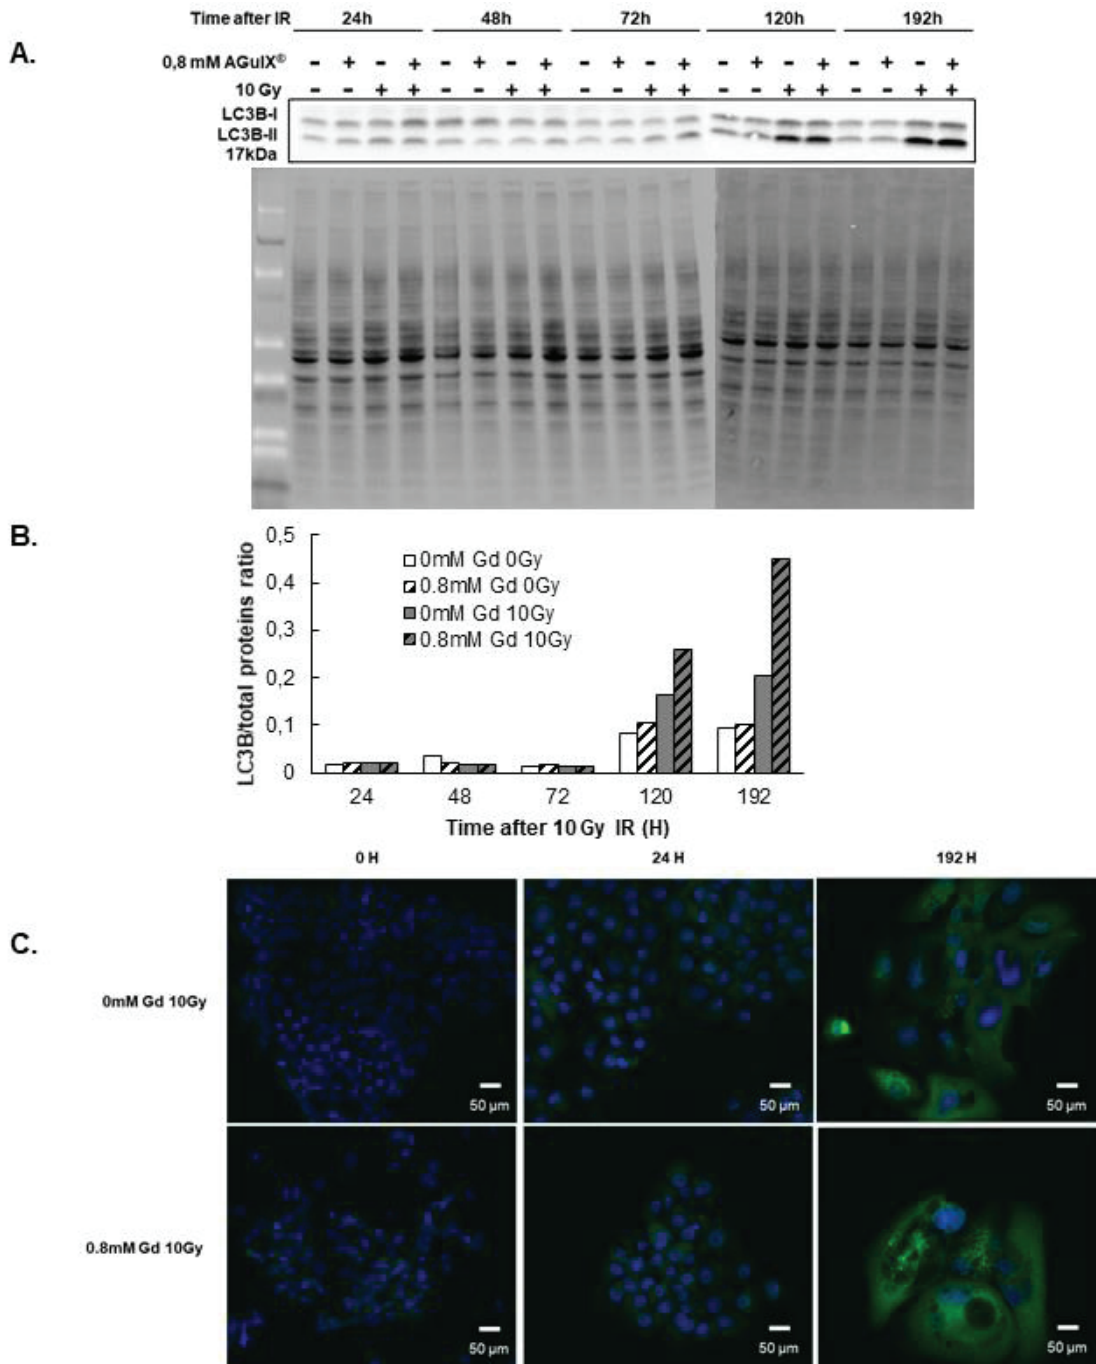 Time after IR 24h 48h 72h 120h 192h
A.
0,8 mM AGuIX® - + - + - + - + - + - + - + - + - + - +
10 Gy - - + + - - + + - - + + - - + + - - + +
LC3B-I
LC3B-II
17kDa
B.
LC3B/total proteins ratio
0,5
0,4
0,3
0,2
0,1
0
0mM Gd 0Gy
0.8mM Gd 0Gy
0mM Gd 10Gy
0.8mM Gd 10Gy
24 48 72 120 192
Time after 10Gy IR (H)
0 H 24 H 192 H
C.
0mM Gd 10Gy
50 µm 50 µm 50 µm
0.8mM Gd 10Gy
50 µm 50 µm 50 µm